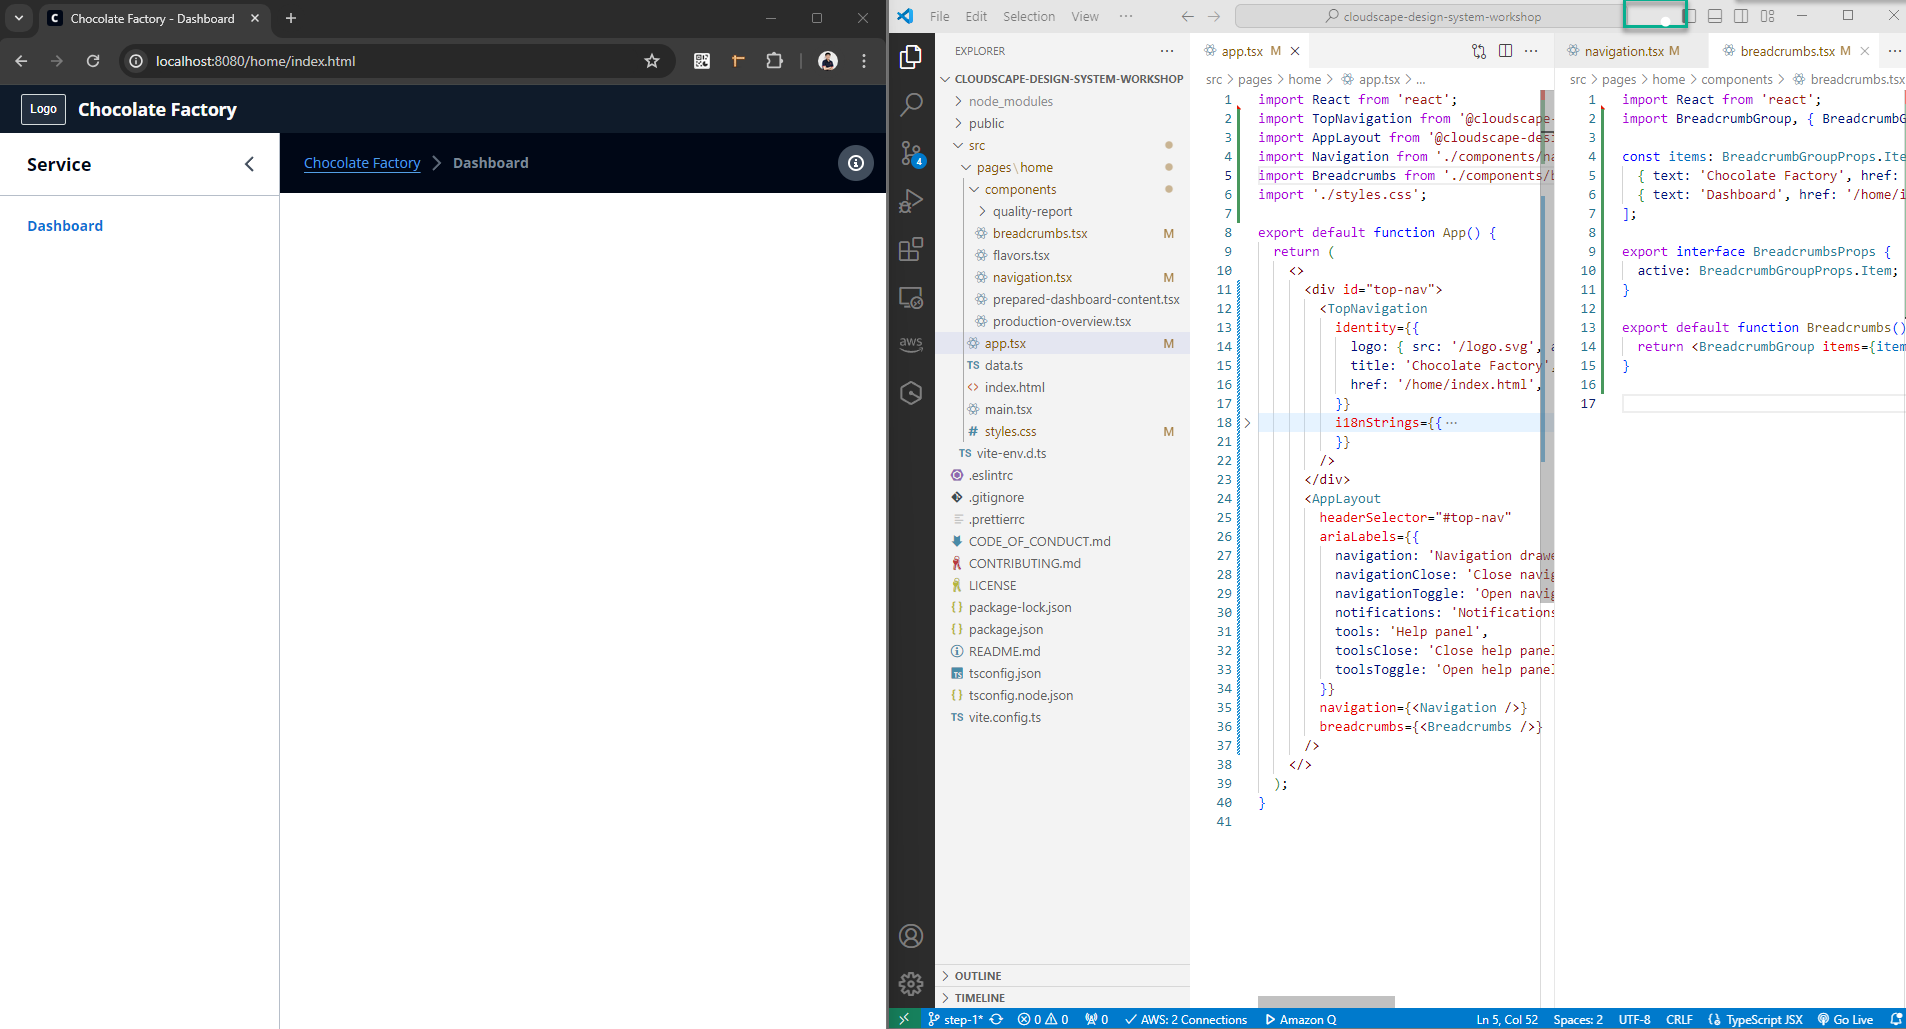 Chocolate Factory - Dashboard
localhost:8080/home/index.html
Logo
Chocolate Factory
Service
Chocolate Factory
Dashboard
Dashboard
File Edit Selection View
cloudscape-design-system-workshop
EXPLORER
CLOUDSCAPE-DESIGN-SYSTEM-WORKSHOP
node_modules
public
src
pages\home
components
quality-report
breadcrumbs.tsx M
flavors.tsx
navigation.tsx M
prepared-dashboard-content.tsx
production-overview.tsx
app.tsx M
TS data.ts
index.html
main.tsx
# styles.css M
TS vite-env.d.ts
.eslintrc
.gitignore
.prettierrc
CODE_OF_CONDUCT.md
CONTRIBUTING.md
LICENSE
package-lock.json
package.json
README.md
tsconfig.json
tsconfig.node.json
TS vite.config.ts
OUTLINE
TIMELINE
4
aws
app.tsx M
src > pages > home > app.tsx > ...
1 import React from 'react';
2 import TopNavigation from '@cloudscape-
3 import AppLayout from '@cloudscape-des
4 import Navigation from './components/na
5 import Breadcrumbs from './components/b
6 import './styles.css';
7
8 export default function App() {
9 return (
10 <>
11 <div id="top-nav">
12 <TopNavigation
13 identity={{
14 logo: { src: '/logo.svg', a
15 title: 'Chocolate Factory',
16 href: '/home/index.html',
17 }}
18 i18nStrings={{ ...
21 }}
22 />
23 </div>
24 <AppLayout
25 headerSelector="#top-nav"
26 ariaLabels={{
27 navigation: 'Navigation drawe
28 navigationClose: 'Close navig
29 navigationToggle: 'Open navig
30 notifications: 'Notifications
31 tools: 'Help panel',
32 toolsClose: 'Close help panel
33 toolsToggle: 'Open help panel
34 }}
35 navigation={<Navigation />}
36 breadcrumbs={<Breadcrumbs />}
37 />
38 </>
39 );
40 }
41
navigation.tsx M
breadcrumbs.tsx M
src > pages > home > components > breadcrumbs.tsx
1 import React from 'react';
2 import BreadcrumbGroup, { BreadcrumbG
3
4 const items: BreadcrumbGroupProps.Ite
5 { text: 'Chocolate Factory', href:
6 { text: 'Dashboard', href: '/home/i
7 ];
8
9 export interface BreadcrumbsProps {
10 active: BreadcrumbGroupProps.Item;
11 }
12
13 export default function Breadcrumbs()
14 return <BreadcrumbGroup items={item
15 }
16
17
step-1* 0 0 0 AWS: 2 Connections Amazon Q Ln 5, Col 52 Spaces: 2 UTF-8 CRLF TypeScript JSX Go Live